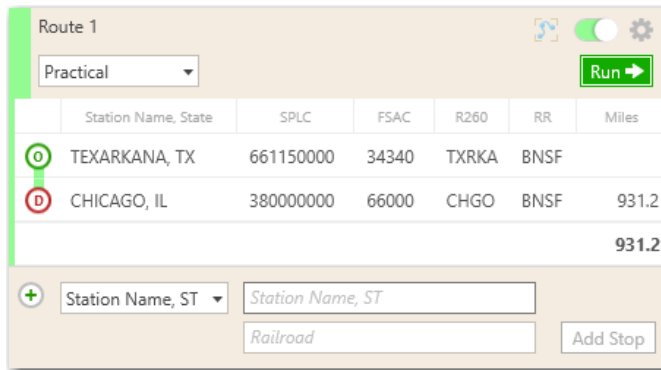 Route 1
Practical
Run
Station Name, State SPLC FSAC R260 RR Miles
O TEXARKANA, TX 661150000 34340 TXRKA BNSF
D CHICAGO, IL 380000000 66000 CHGO BNSF 931.2
931.2
Station Name, ST Station Name, ST
Railroad Add Stop